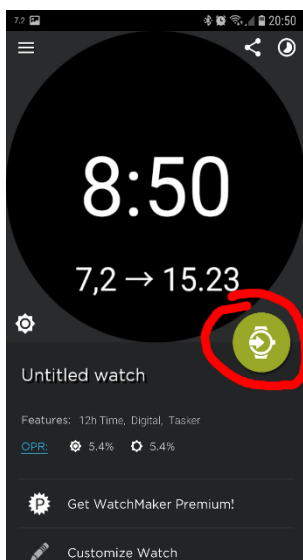 7.2 20:50
8:50
7,2 → 15.23
Untitled watch
Features: 12h Time, Digital, Tasker
OPR: 5.4% 5.4%
P Get WatchMaker Premium!
Customize Watch